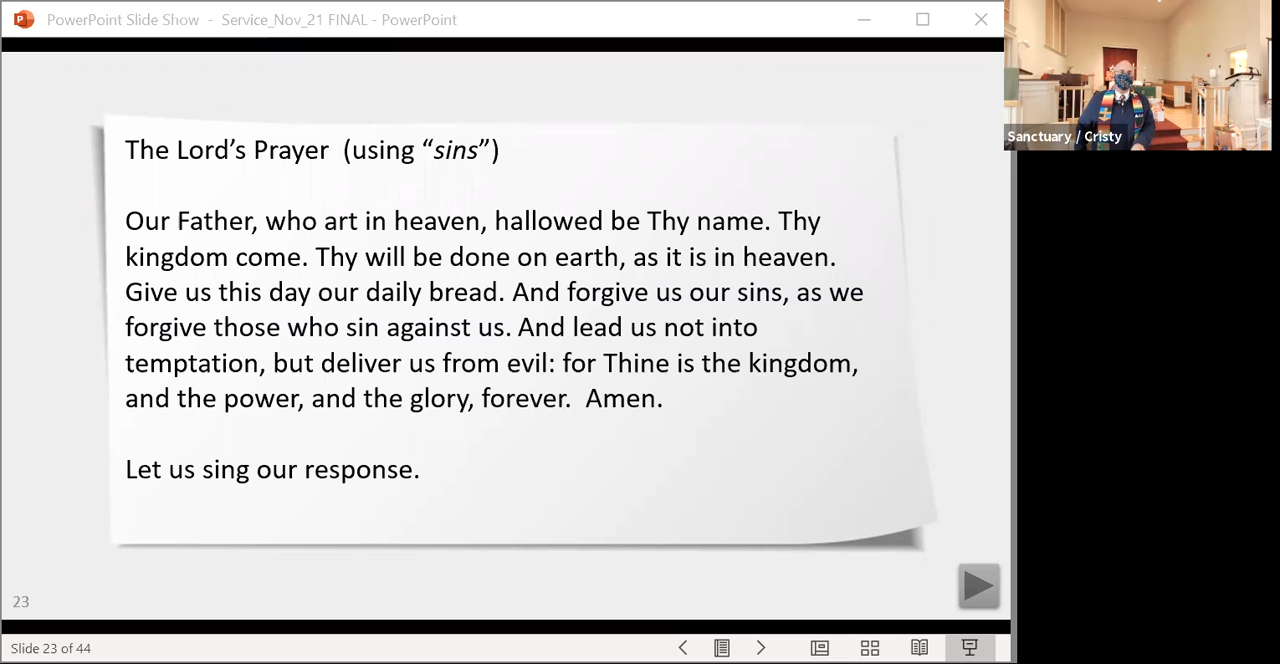 PowerPoint Slide Show - Service_Nov_21 FINAL - PowerPoint
Sanctuary / Cristy
The Lord’s Prayer (using “sins”)
Our Father, who art in heaven, hallowed be Thy name. Thy
kingdom come. Thy will be done on earth, as it is in heaven.
Give us this day our daily bread. And forgive us our sins, as we
forgive those who sin against us. And lead us not into
temptation, but deliver us from evil: for Thine is the kingdom,
and the power, and the glory, forever. Amen.
Let us sing our response.
23
Slide 23 of 44